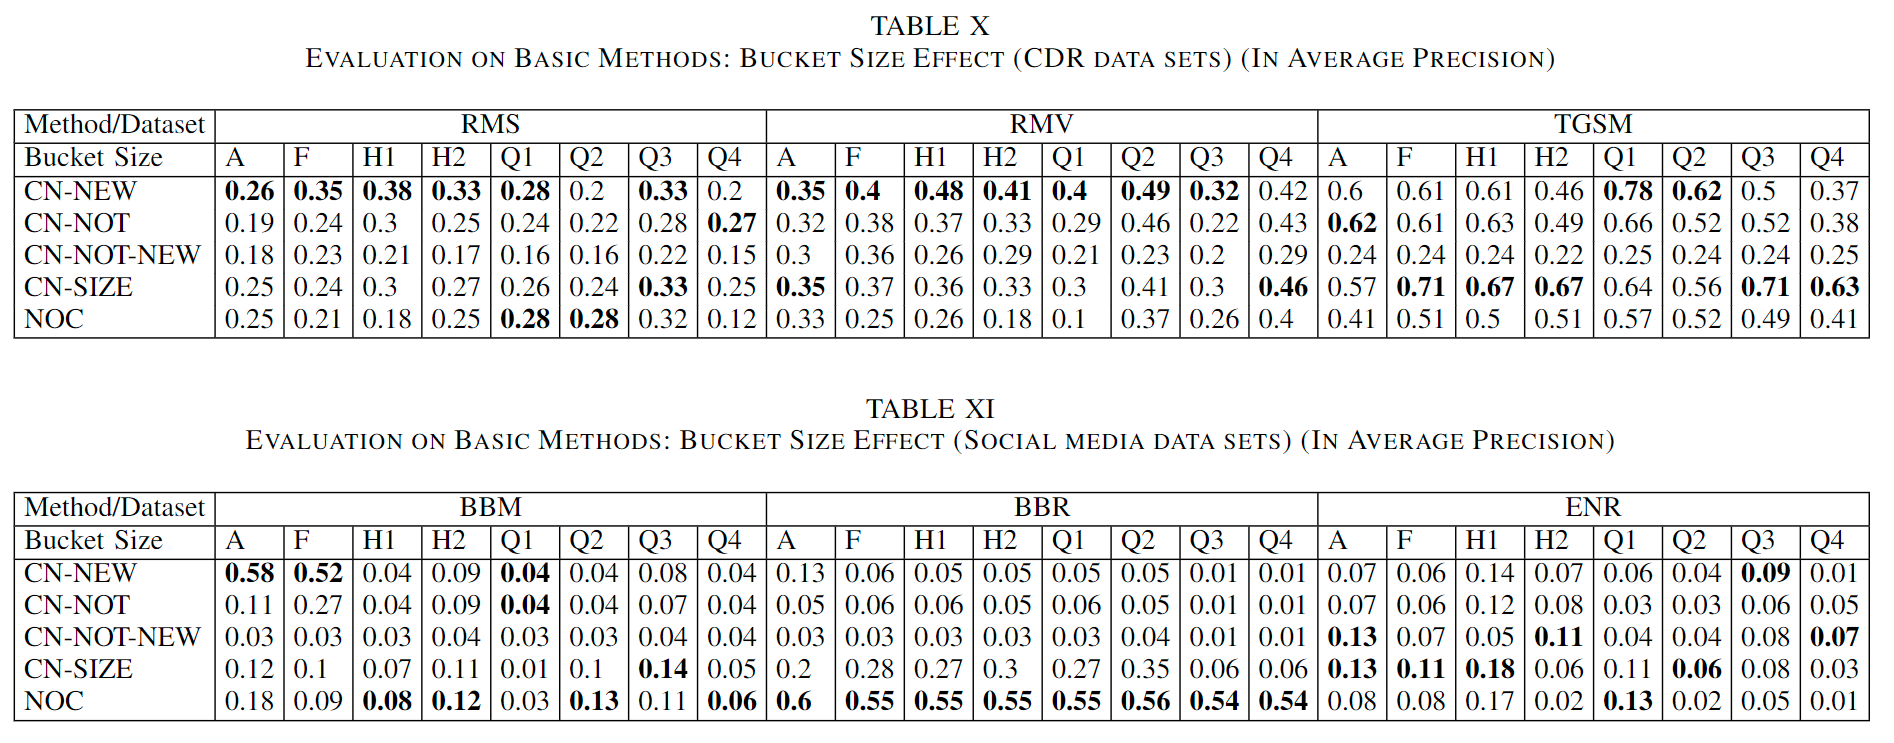 TABLE X
EVALUATION ON BASIC METHODS: BUCKET SIZE EFFECT (CDR DATA SETS) (IN AVERAGE PRECISION)
Method/Dataset RMS RMV TGSM
Bucket Size A F H1 H2 Q1 Q2 Q3 Q4 A F H1 H2 Q1 Q2 Q3 Q4 A F H1 H2 Q1 Q2 Q3 Q4
CN-NEW 0.26 0.35 0.38 0.33 0.28 0.2 0.33 0.2 0.35 0.4 0.48 0.41 0.4 0.49 0.32 0.42 0.6 0.61 0.61 0.46 0.78 0.62 0.5 0.37
CN-NOT 0.19 0.24 0.3 0.25 0.24 0.22 0.28 0.27 0.32 0.38 0.37 0.33 0.29 0.46 0.22 0.43 0.62 0.61 0.63 0.49 0.66 0.52 0.52 0.38
CN-NOT-NEW 0.18 0.23 0.21 0.17 0.16 0.16 0.22 0.15 0.3 0.36 0.26 0.29 0.21 0.23 0.2 0.29 0.24 0.24 0.24 0.22 0.25 0.24 0.24 0.25
CN-SIZE 0.25 0.24 0.3 0.27 0.26 0.24 0.33 0.25 0.35 0.37 0.36 0.33 0.3 0.41 0.3 0.46 0.57 0.71 0.67 0.67 0.64 0.56 0.71 0.63
NOC 0.25 0.21 0.18 0.25 0.28 0.28 0.32 0.12 0.33 0.25 0.26 0.18 0.1 0.37 0.26 0.4 0.41 0.51 0.5 0.51 0.57 0.52 0.49 0.41
TABLE XI
EVALUATION ON BASIC METHODS: BUCKET SIZE EFFECT (SOCIAL MEDIA DATA SETS) (IN AVERAGE PRECISION)
Method/Dataset BBM BBR ENR
Bucket Size A F H1 H2 Q1 Q2 Q3 Q4 A F H1 H2 Q1 Q2 Q3 Q4 A F H1 H2 Q1 Q2 Q3 Q4
CN-NEW 0.58 0.52 0.04 0.09 0.04 0.04 0.08 0.04 0.13 0.06 0.05 0.05 0.05 0.05 0.01 0.01 0.07 0.06 0.14 0.07 0.06 0.04 0.09 0.01
CN-NOT 0.11 0.27 0.04 0.09 0.04 0.04 0.07 0.04 0.05 0.06 0.06 0.05 0.06 0.05 0.01 0.01 0.07 0.06 0.12 0.08 0.03 0.03 0.06 0.05
CN-NOT-NEW 0.03 0.03 0.03 0.04 0.03 0.03 0.04 0.04 0.03 0.03 0.03 0.03 0.03 0.04 0.01 0.01 0.13 0.07 0.05 0.11 0.04 0.04 0.08 0.07
CN-SIZE 0.12 0.1 0.07 0.11 0.01 0.1 0.14 0.05 0.2 0.28 0.27 0.3 0.27 0.35 0.06 0.06 0.13 0.11 0.18 0.06 0.11 0.06 0.08 0.03
NOC 0.18 0.09 0.08 0.12 0.03 0.13 0.11 0.06 0.6 0.55 0.55 0.55 0.55 0.56 0.54 0.54 0.08 0.08 0.17 0.02 0.13 0.02 0.05 0.01